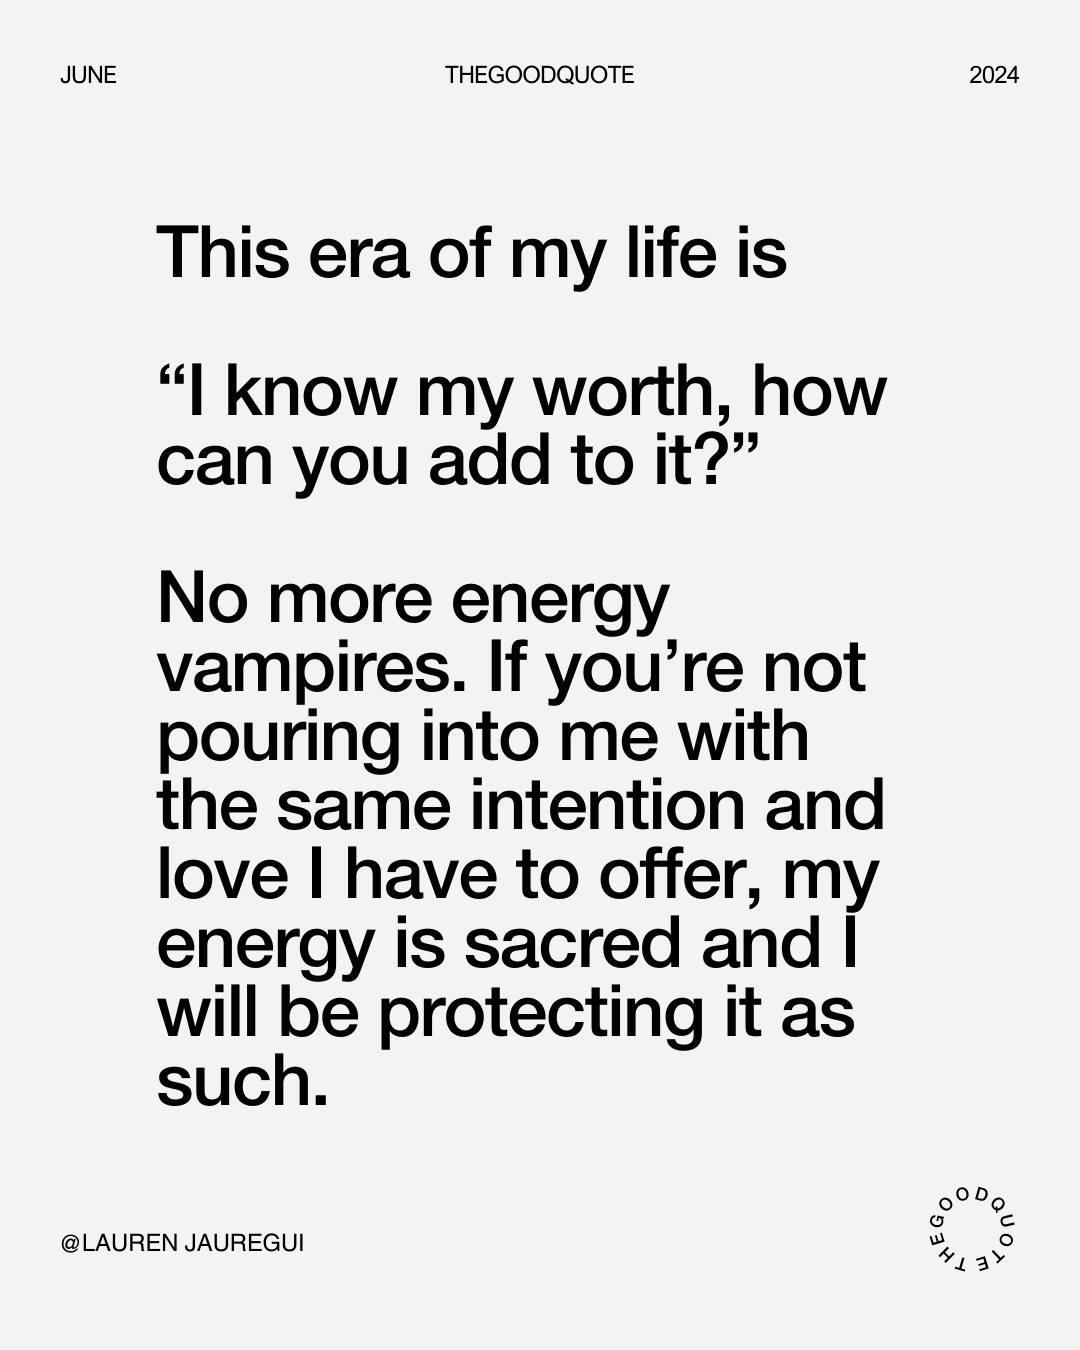 JUNE THEGOODQUOTE 2024
This era of my life is
“I know my worth, how
can you add to it?”
No more energy
vampires. If you’re not
pouring into me with
the same intention and
love I have to offer, my
energy is sacred and I
will be protecting it as
such.
@LAUREN JAUREGUI
THEGOODQUOTE